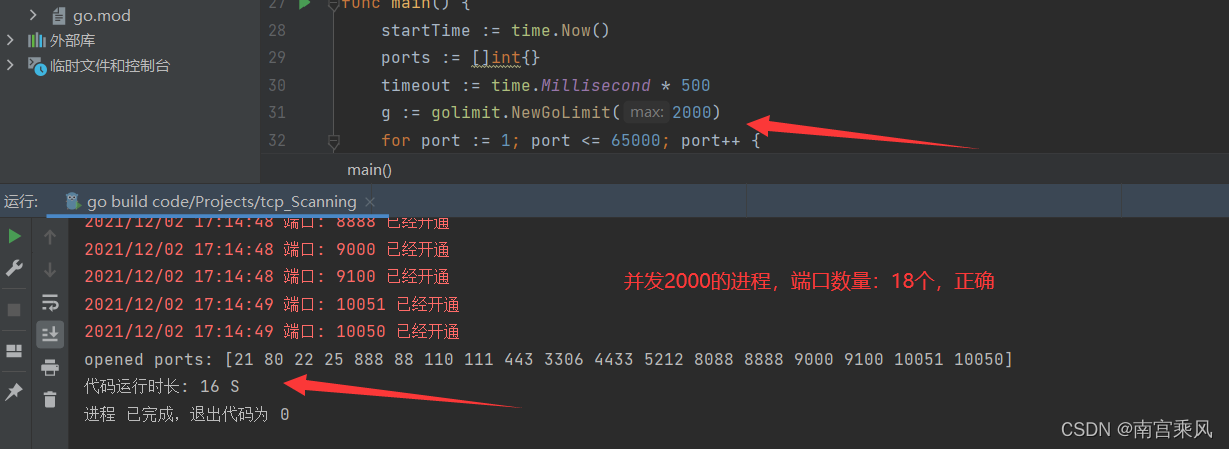 go.mod
外部库
临时文件和控制台
27 func main() {
28 startTime := time.Now()
29 ports := []int{}
30 timeout := time.Millisecond * 500
31 g := golimit.NewGoLimit( max: 2000)
32 for port := 1; port <= 65000; port++ {
main()
运行: go build code/Projects/tcp_Scanning
2021/12/02 17:14:48 端口: 8888 已经开通
2021/12/02 17:14:48 端口: 9000 已经开通
2021/12/02 17:14:48 端口: 9100 已经开通
并发2000的进程，端口数量：18个，正确
2021/12/02 17:14:49 端口: 10051 已经开通
2021/12/02 17:14:49 端口: 10050 已经开通
opened ports: [21 80 22 25 888 88 110 111 443 3306 4433 5212 8088 8888 9000 9100 10051 10050]
代码运行时长: 16 S
进程 已完成，退出代码为 0
CSDN @南宫乘风